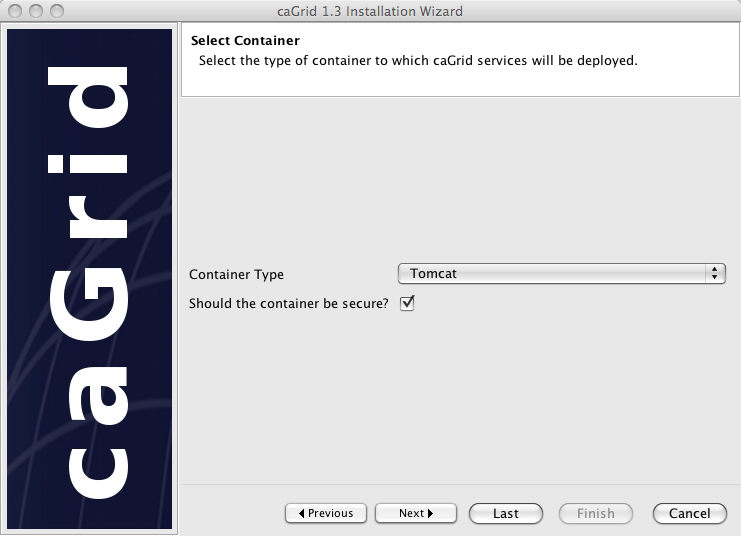 caGrid 1.3 Installation Wizard
caGrid
Select Container
Select the type of container to which caGrid services will be deployed.
Container Type
Tomcat
Should the container be secure?
Previous
Next
Last
Finish
Cancel